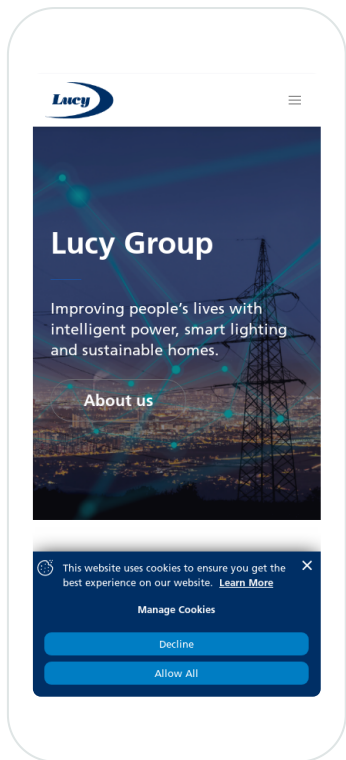 Lucy
Lucy Group
Improving people's lives with
intelligent power, smart lighting
and sustainable homes.
About us
This website uses cookies to ensure you get the
best experience on our website. Learn More
Manage Cookies
Decline
Allow All